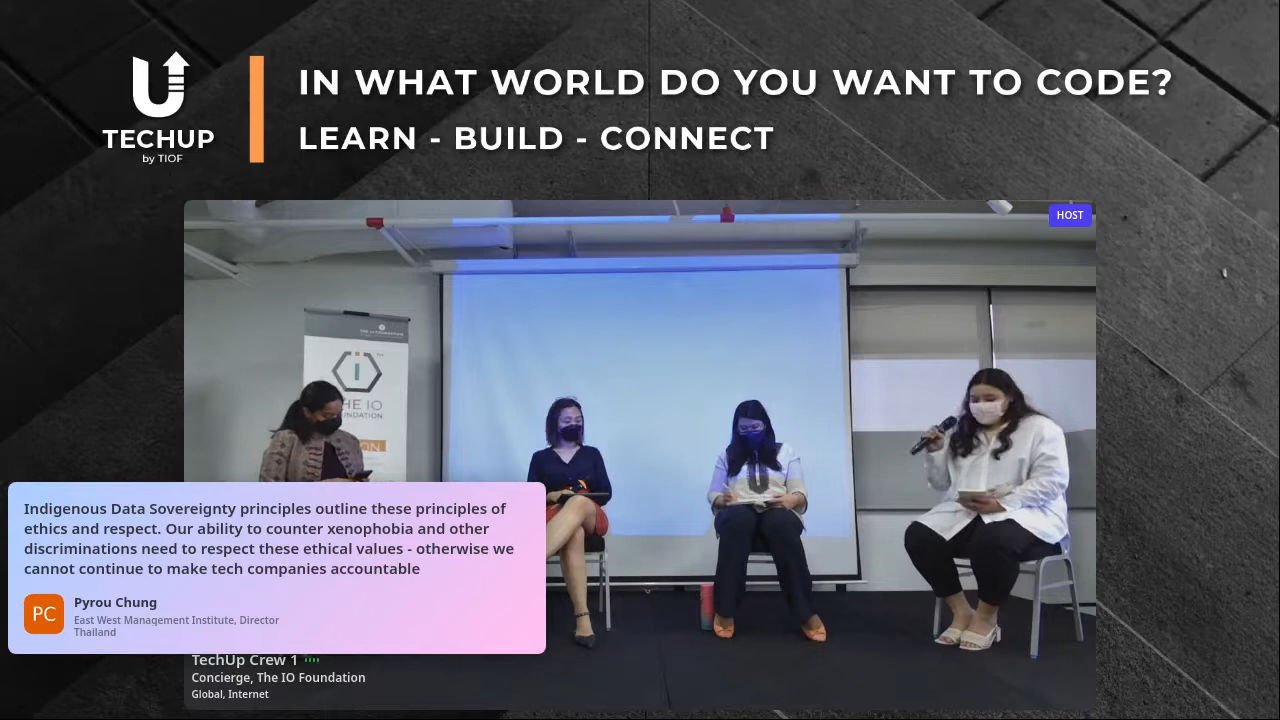 TECHUP
by TIOF
IN WHAT WORLD DO YOU WANT TO CODE?
LEARN - BUILD - CONNECT
HOST
THE IO
FOUNDATION
Indigenous Data Sovereignty principles outline these principles of
ethics and respect. Our ability to counter xenophobia and other
discriminations need to respect these ethical values - otherwise we
cannot continue to make tech companies accountable
PC
Pyrou Chung
East West Management Institute, Director
Thailand
TechUp Crew 1
Concierge, The IO Foundation
Global, Internet